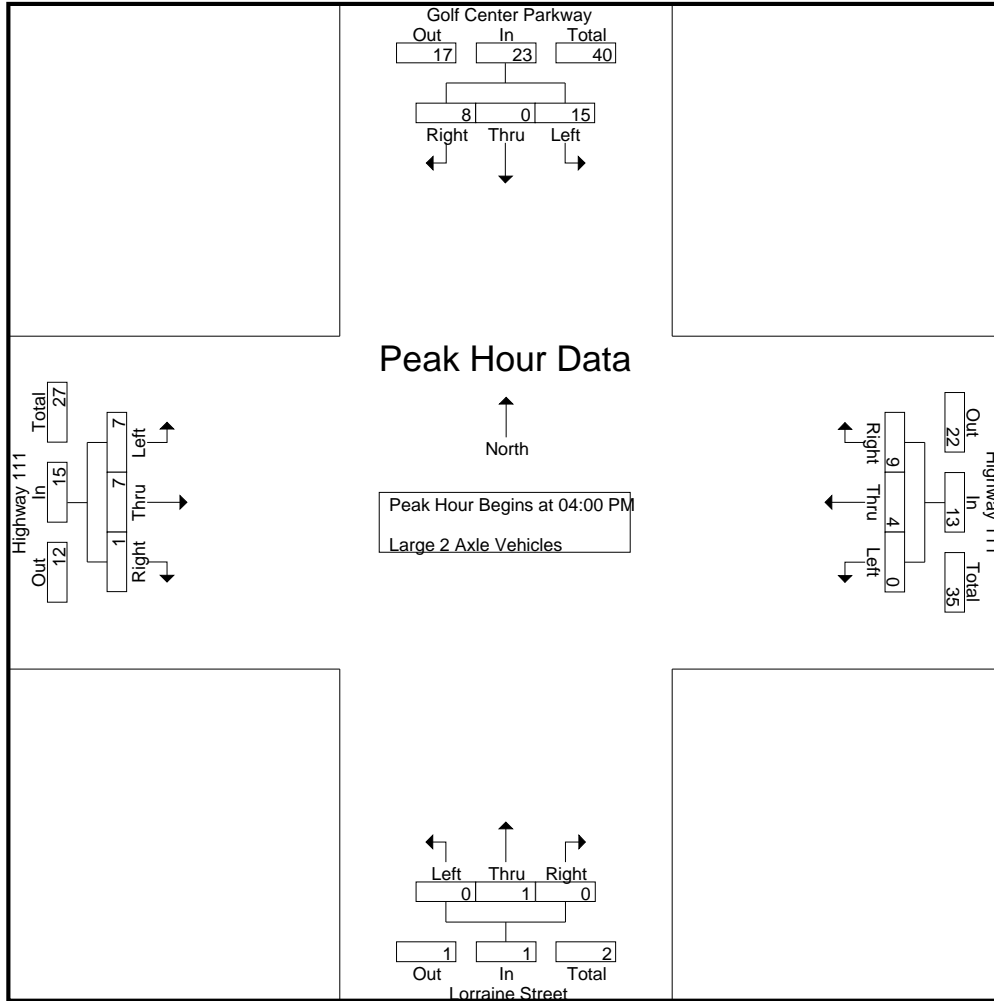 Golf Center Parkway
Out In Total
17 23 40
8 0 15
Right Thru Left
Peak Hour Data
North
Peak Hour Begins at 04:00 PM
Large 2 Axle Vehicles
Highway 111
Total In Out
27 15 12
7 7 1
Left Thru Right
Highway 111
Out In Total
22 13 35
9 4 0
Right Thru Left
Left Thru Right
0 1 0
1 1 2
Out In Total
Lorraine Street